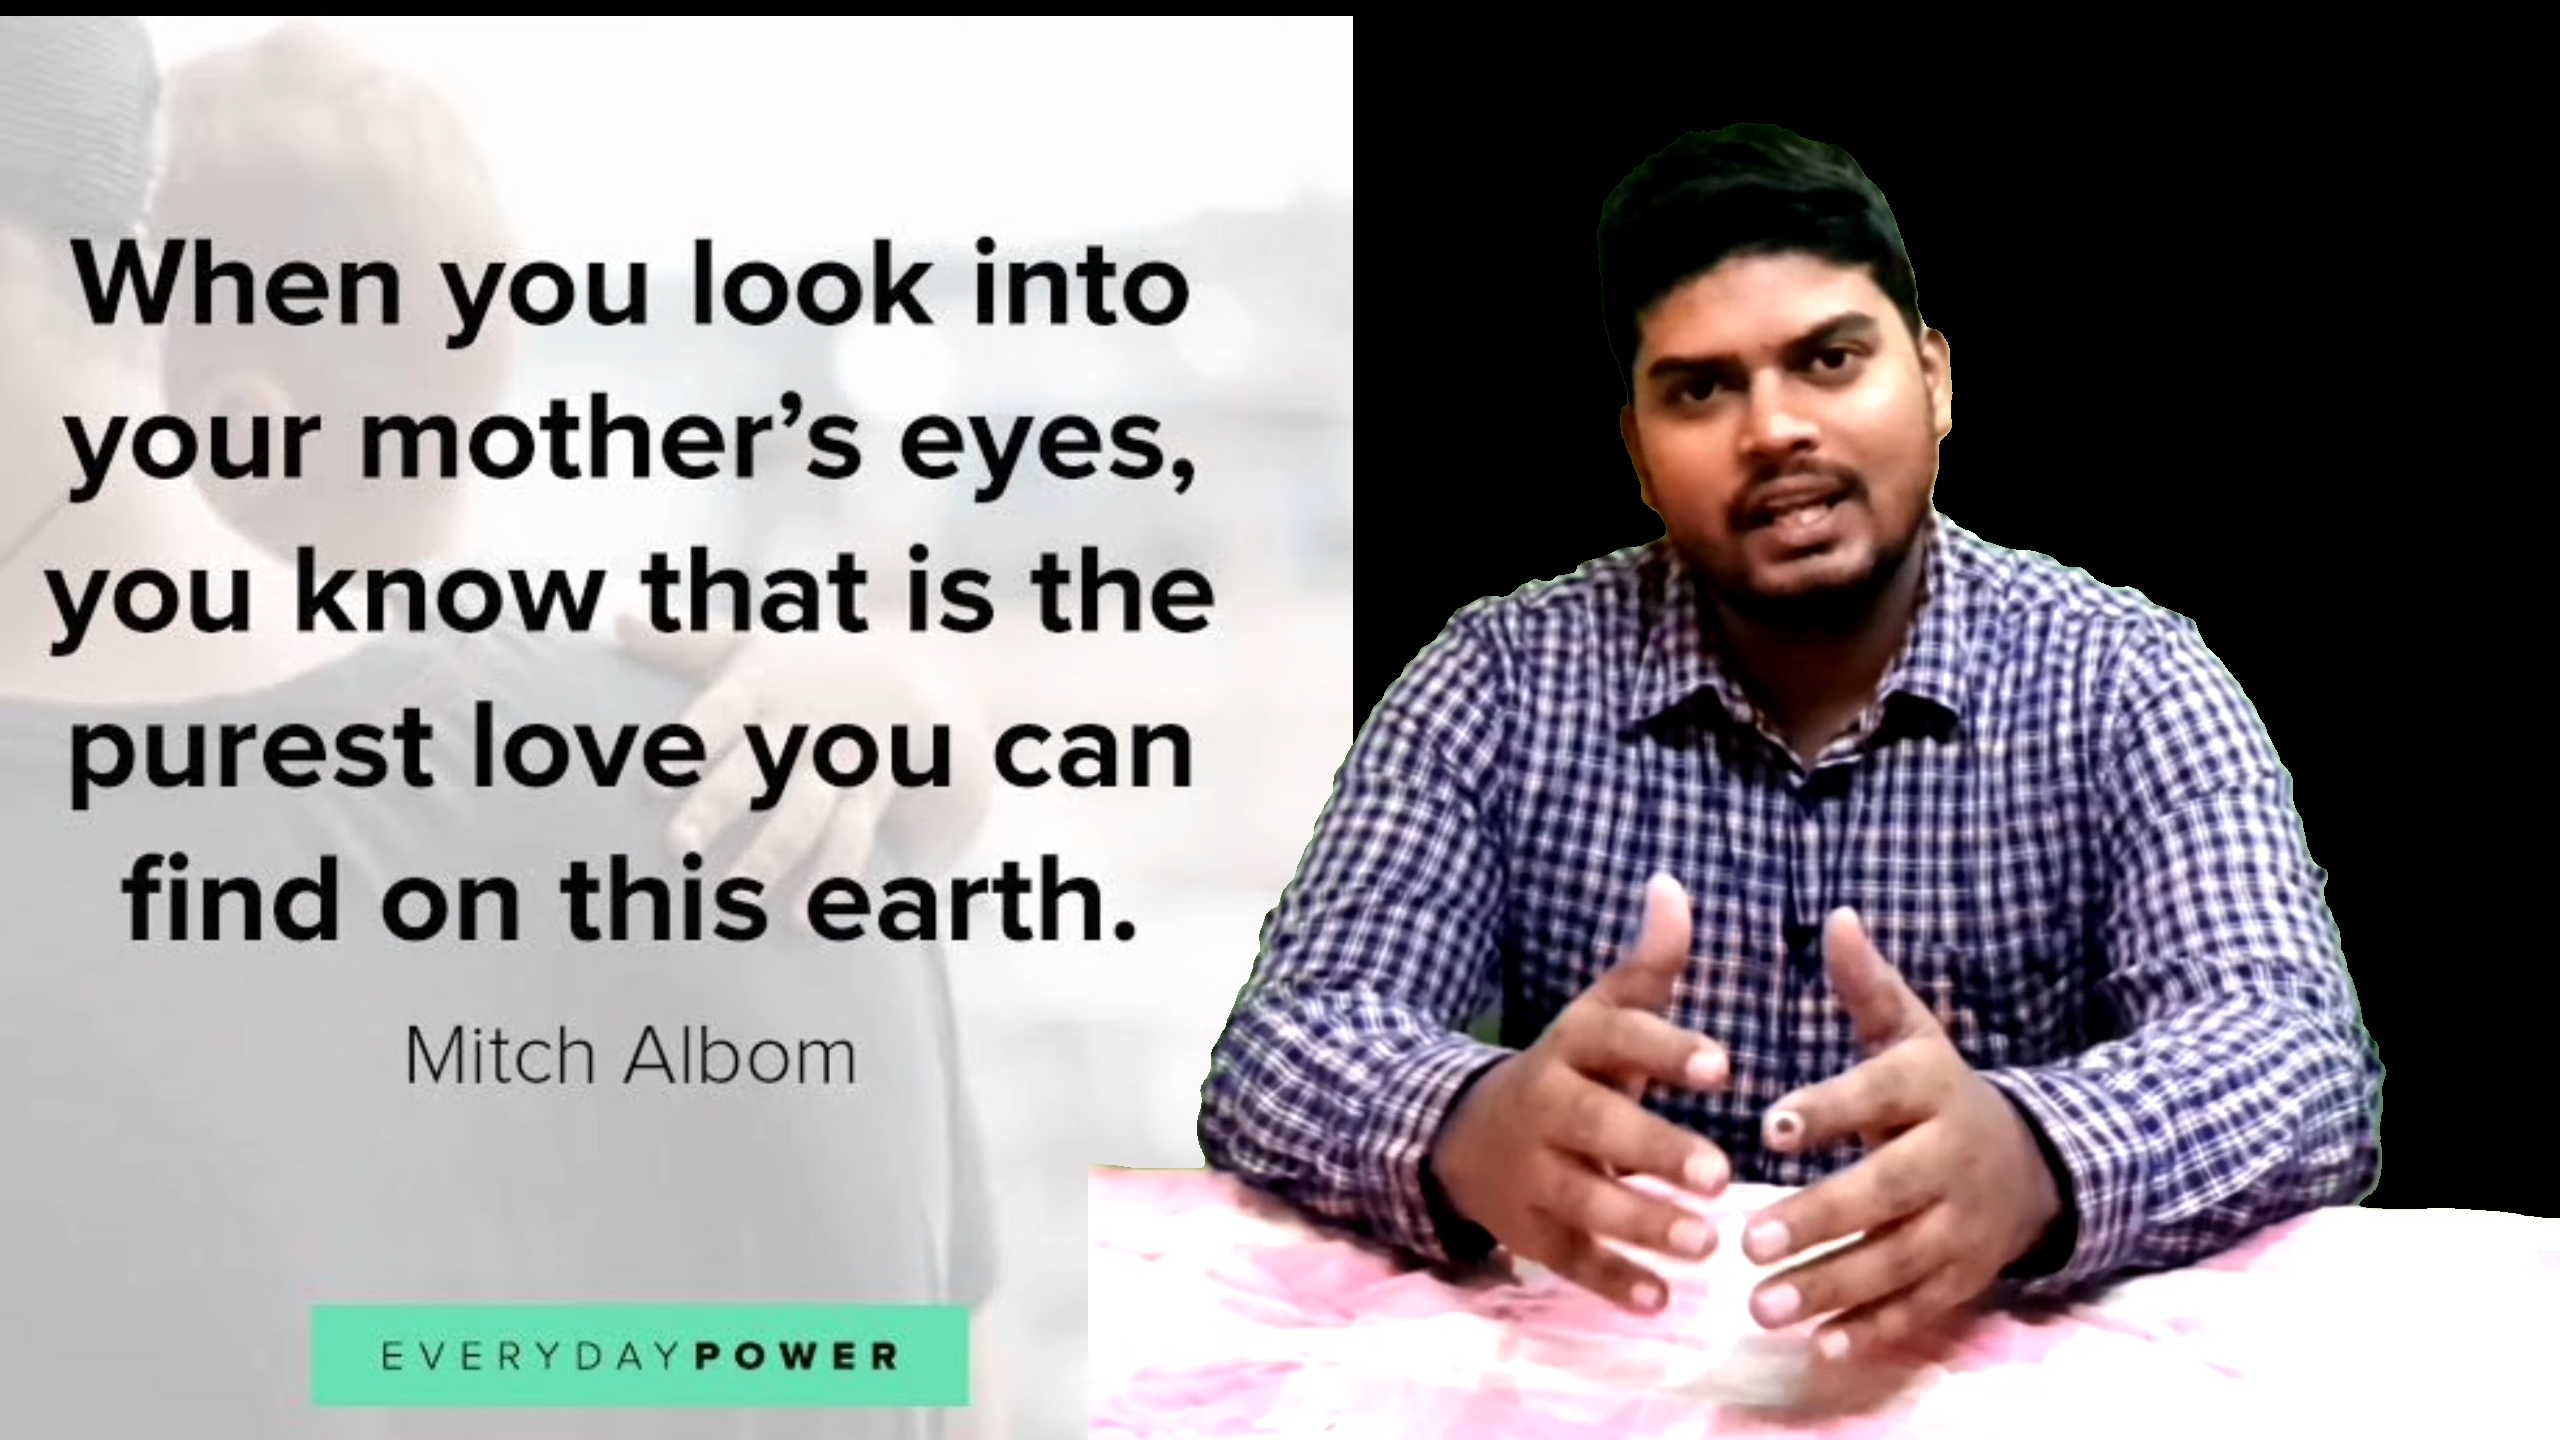 When you look into
your mother’s eyes,
you know that is the
purest love you can
find on this earth.
Mitch Albom
EVERYDAYPOWER